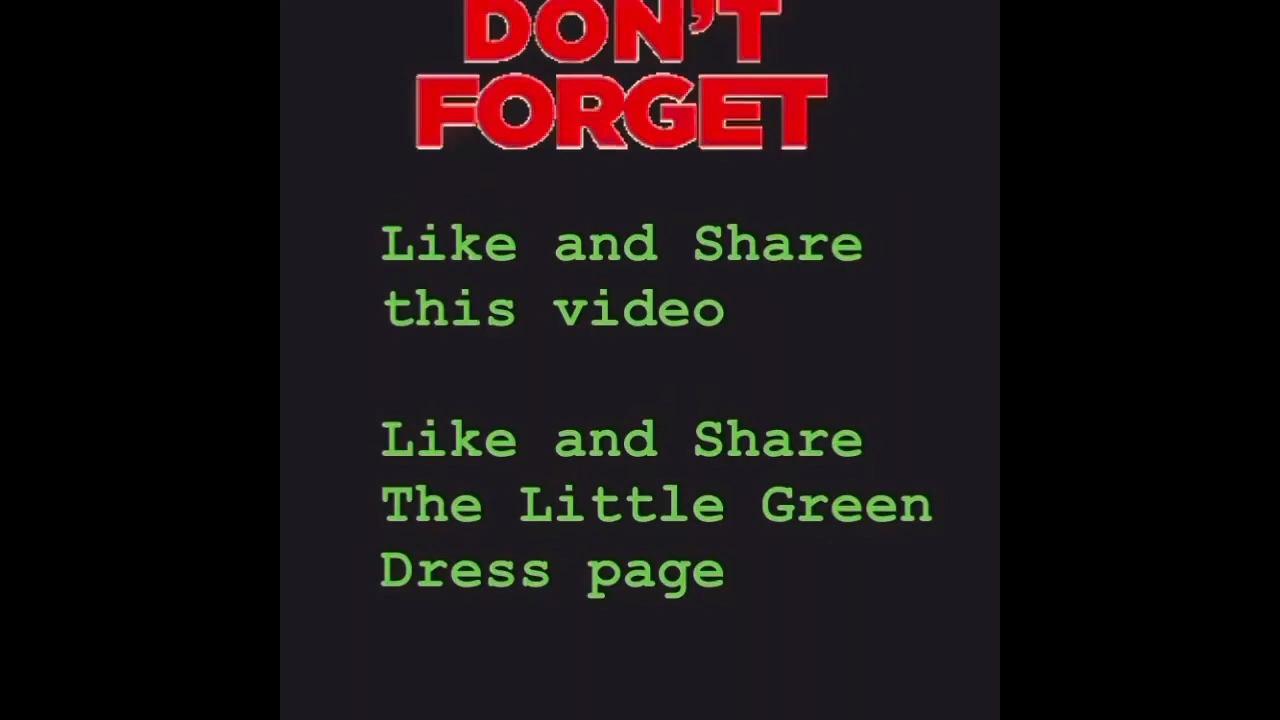 DON'T
FORGET
Like and Share
this video
Like and Share
The Little Green
Dress page